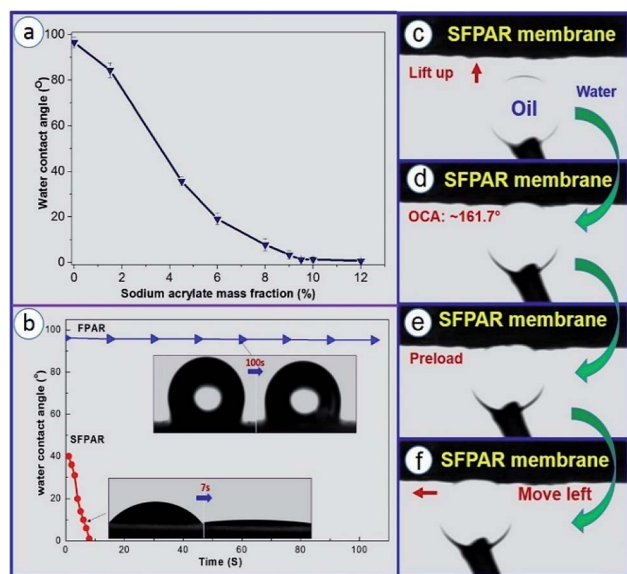 a
100
80
60
40
20
0
Water contact angle (°)
0
2
4
6
8
10
12
Sodium acrylate mass fraction (%)
b
100
80
60
40
20
0
water contact angle (°)
FPAR
100s
SFPAR
7s
0
20
40
60
80
100
Time (S)
c
SFPAR membrane
Lift up
Water
Oil
d
SFPAR membrane
OCA: ~161.7°
e
SFPAR membrane
Preload
f
SFPAR membrane
Move left